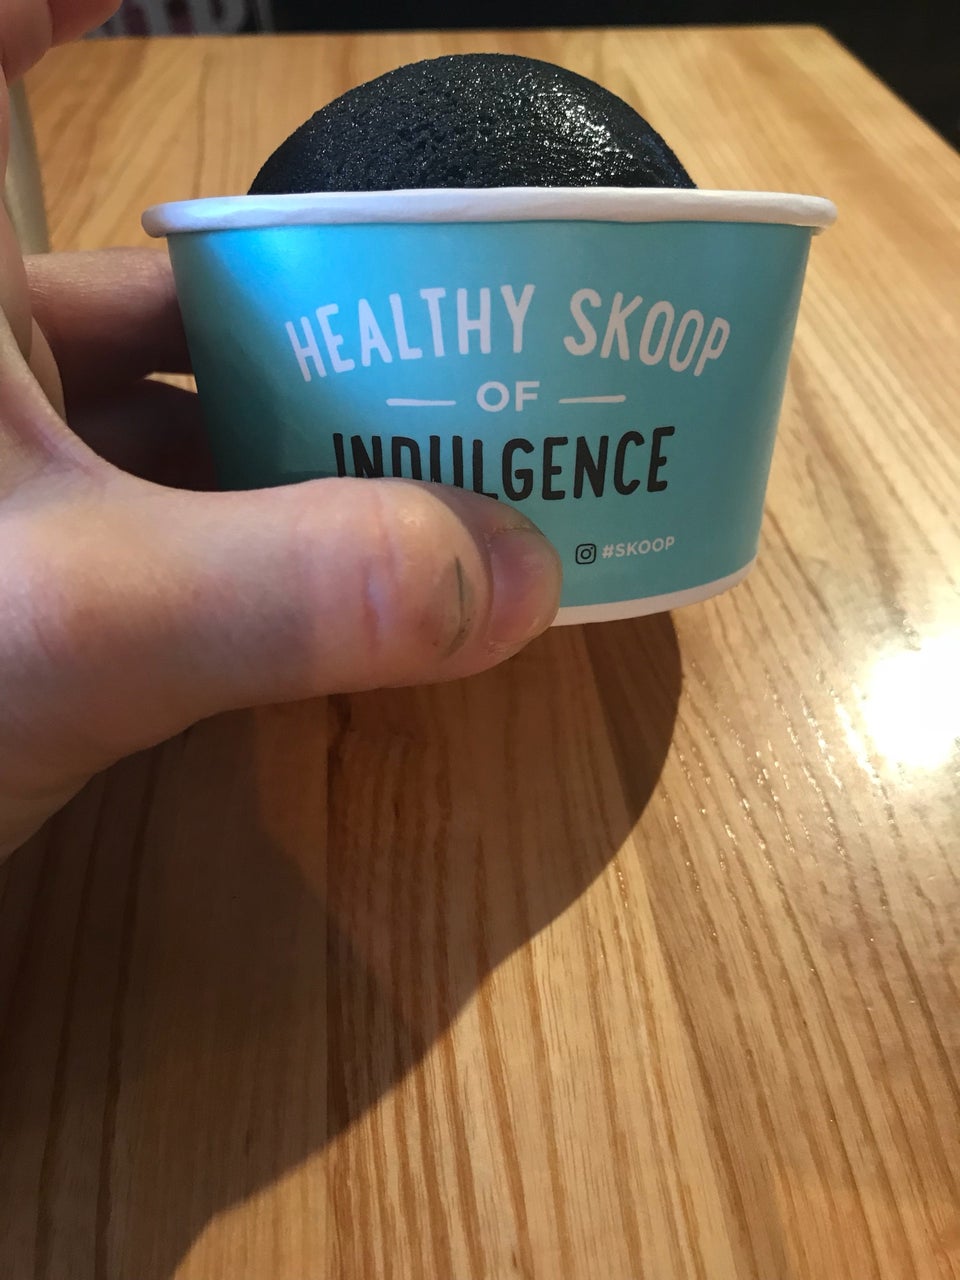 HEALTHY SKOOP
OF
INDULGENCE
#SKOOP